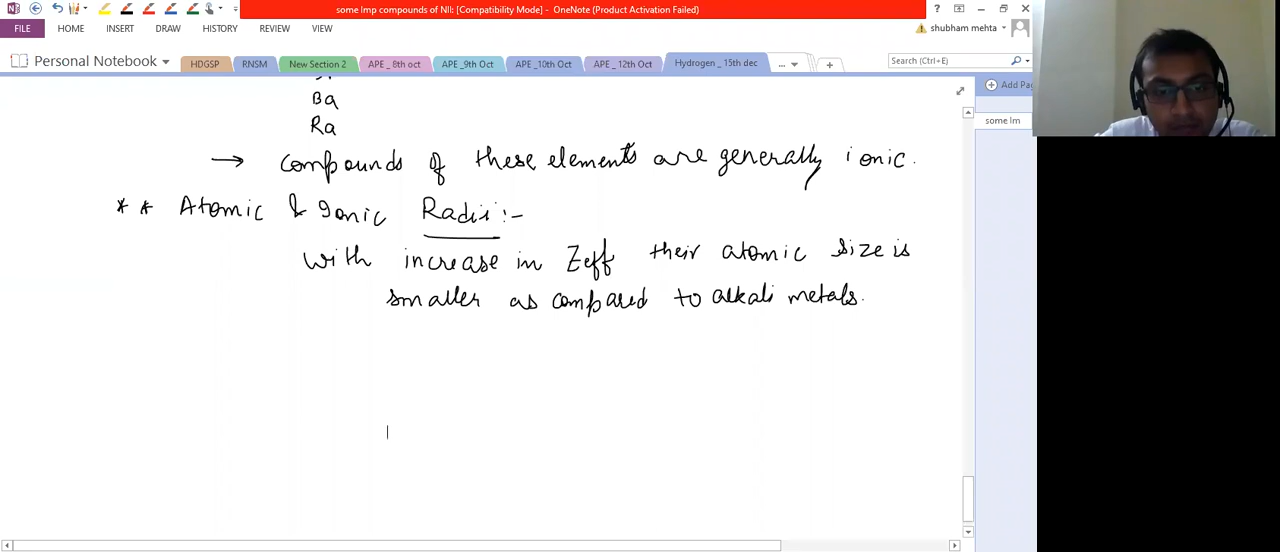 some Imp compounds of NII: [Compatibility Mode] - OneNote (Product Activation Failed)
FILE HOME INSERT DRAW HISTORY REVIEW VIEW shubham mehta
Personal Notebook HDGSP RNSM New Section 2 APE _ 8th oct APE _9th Oct APE _10th Oct APE _ 12th Oct Hydrogen _ 15th dec ... Search (Ctrl+E)
Add Pag
some Im
Ba
Ra
→ compounds of these elements are generally ionic.
** Atomic & Ionic Radii :-
with increase in Zeff their atomic size is
smaller as compared to alkali metals.